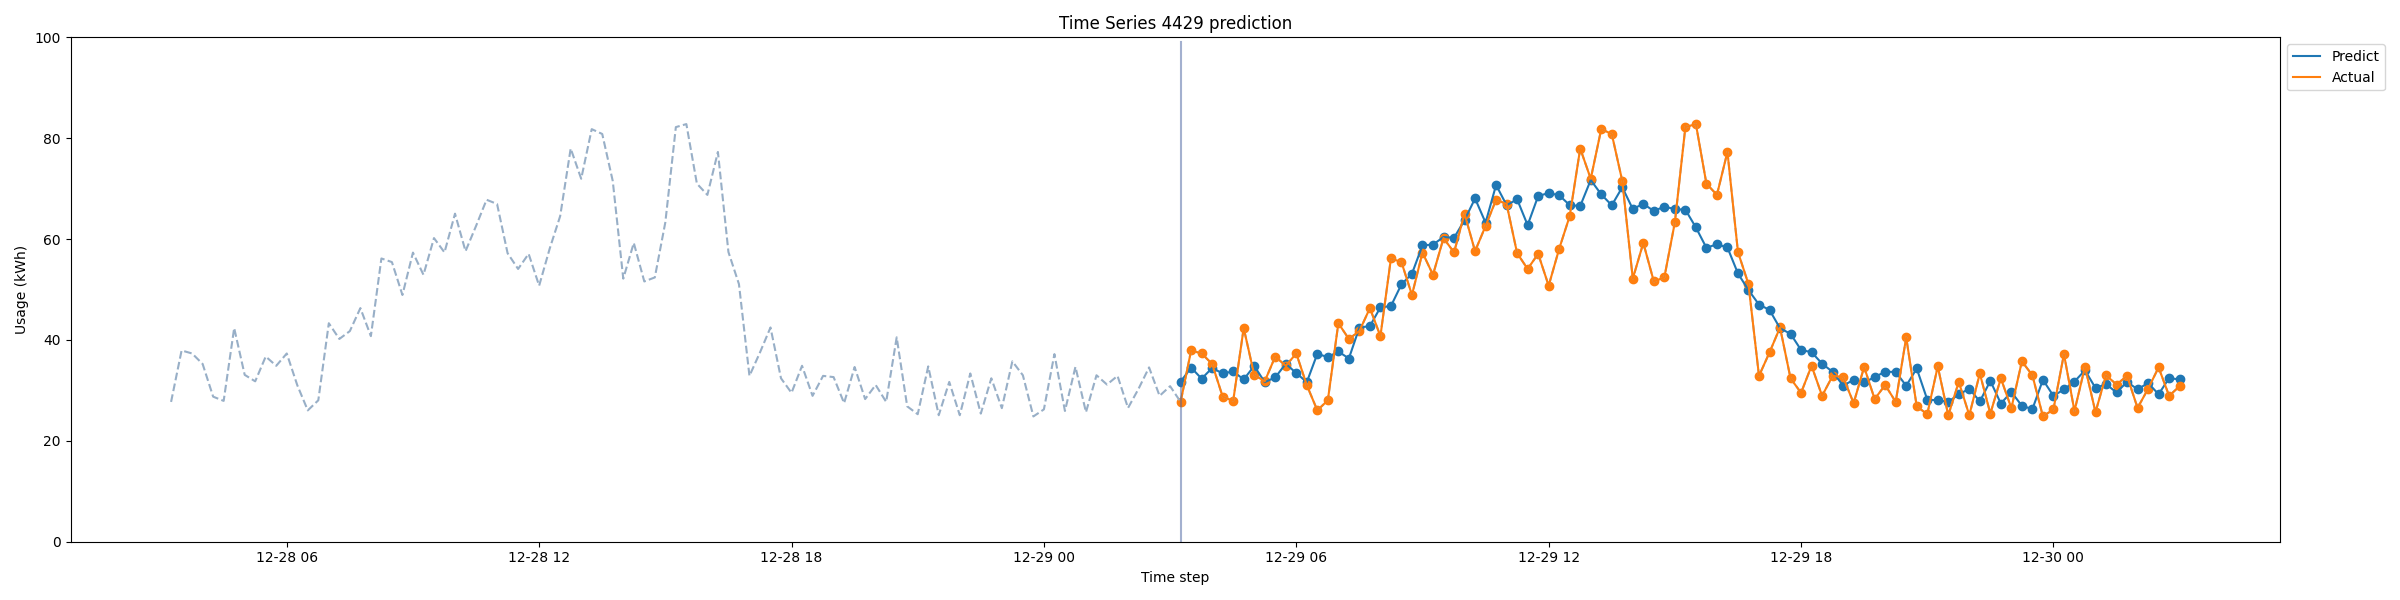 Time Series 4429 prediction
Predict
Actual
Usage (kWh)
100
80
60
40
20
0
12-28 06
12-28 12
12-28 18
12-29 00
12-29 06
12-29 12
12-29 18
12-30 00
Time step